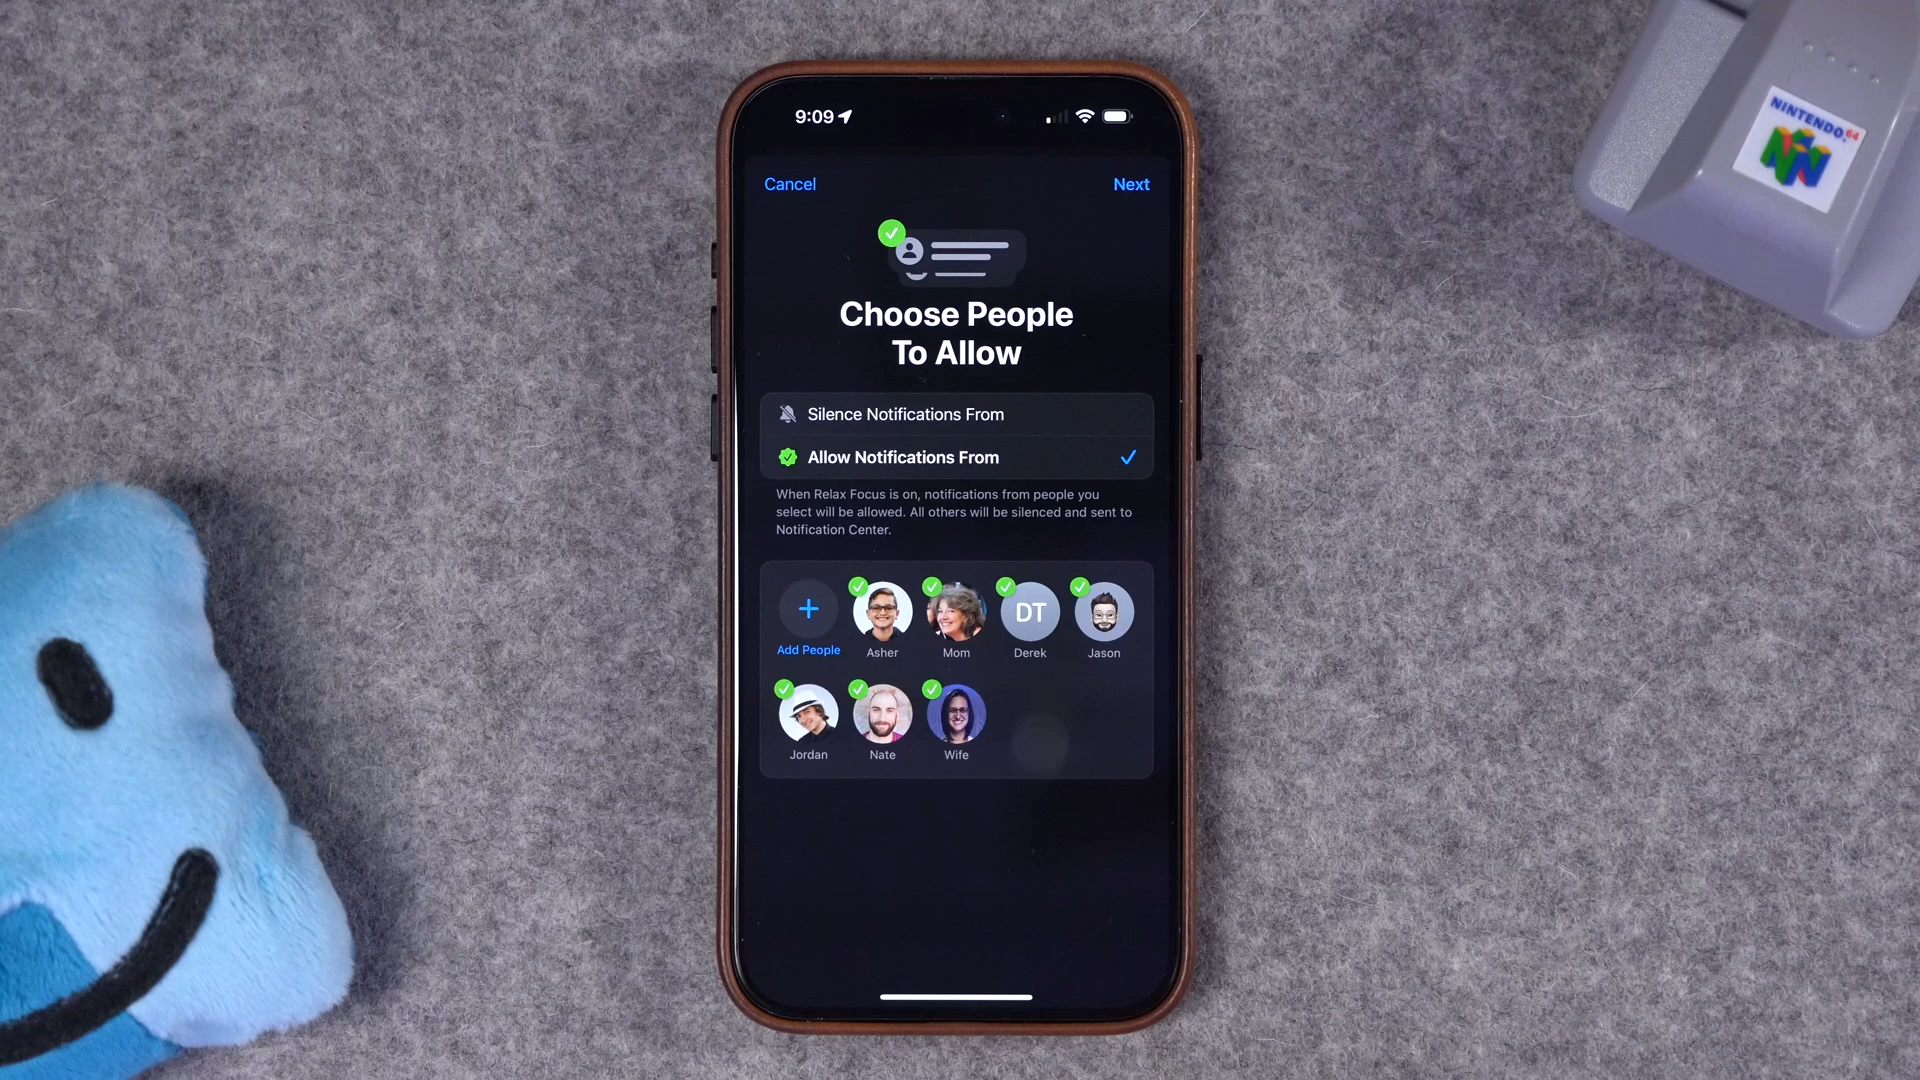 9:09
Cancel
Next
Choose People
To Allow
Silence Notifications From
Allow Notifications From
When Relax Focus is on, notifications from people you
select will be allowed. All others will be silenced and sent to
Notification Center.
DT
Add People
Asher
Mom
Derek
Jason
Jordan
Nate
Wife
NINTENDO 64